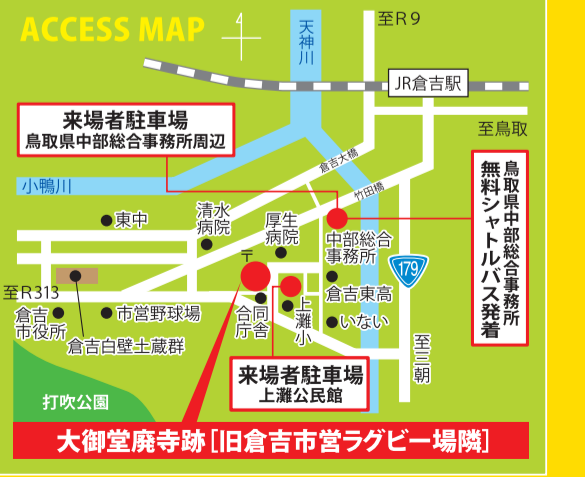 ACCESS MAP
4
天神川
至R9
JR倉吉駅
至鳥取
来場者駐車場
鳥取県中部総合事務所周辺
倉吉大橋
竹田橋
小鴨川
鳥取県中部総合事務所
無料シャトルバス発着
東中
清水
病院
厚生
病院
中部総合
事務所
〒
179
至R313
倉吉
市役所
市営野球場
倉吉白壁土蔵群
合同
庁舎
上灘小
倉吉東高
いない
至三朝
来場者駐車場
上灘公民館
打吹公園
大御堂廃寺跡[旧倉吉市営ラグビー場隣]